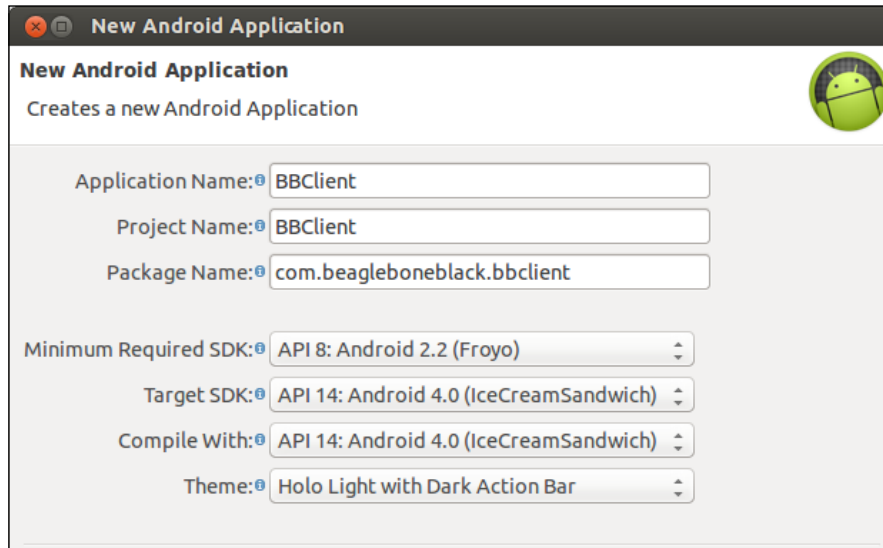 New Android Application
New Android Application
Creates a new Android Application
Application Name: BBClient
Project Name: BBClient
Package Name: com.beagleboneblack.bbclient
Minimum Required SDK: API 8: Android 2.2 (Froyo)
Target SDK: API 14: Android 4.0 (IceCreamSandwich)
Compile With: API 14: Android 4.0 (IceCreamSandwich)
Theme: Holo Light with Dark Action Bar